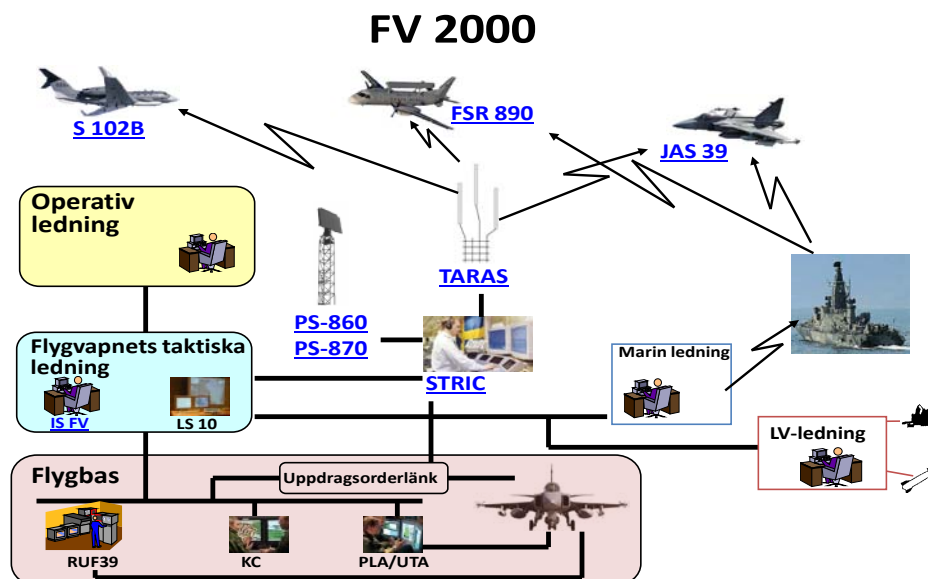 FV 2000
S 102B
FSR 890
JAS 39
Operativ
ledning
TARAS
PS-860
PS-870
Flygvapnets taktiska
ledning
IS FV
LS 10
STRIC
Marin ledning
LV-ledning
Flygbas
Uppdragsorderlänk
RUF39
KC
PLA/UTA